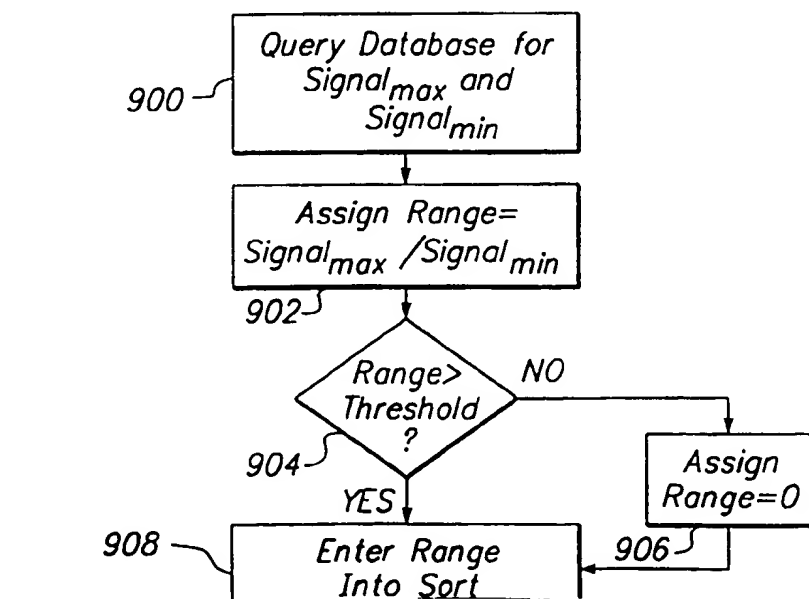 Query Database for
Signalmax and
Signalmin
900
Assign Range=
Signalmax /Signalmin
902
Range>
Threshold
?
NO
904
YES
Assign
Range=0
906
908
Enter Range
Into Sort